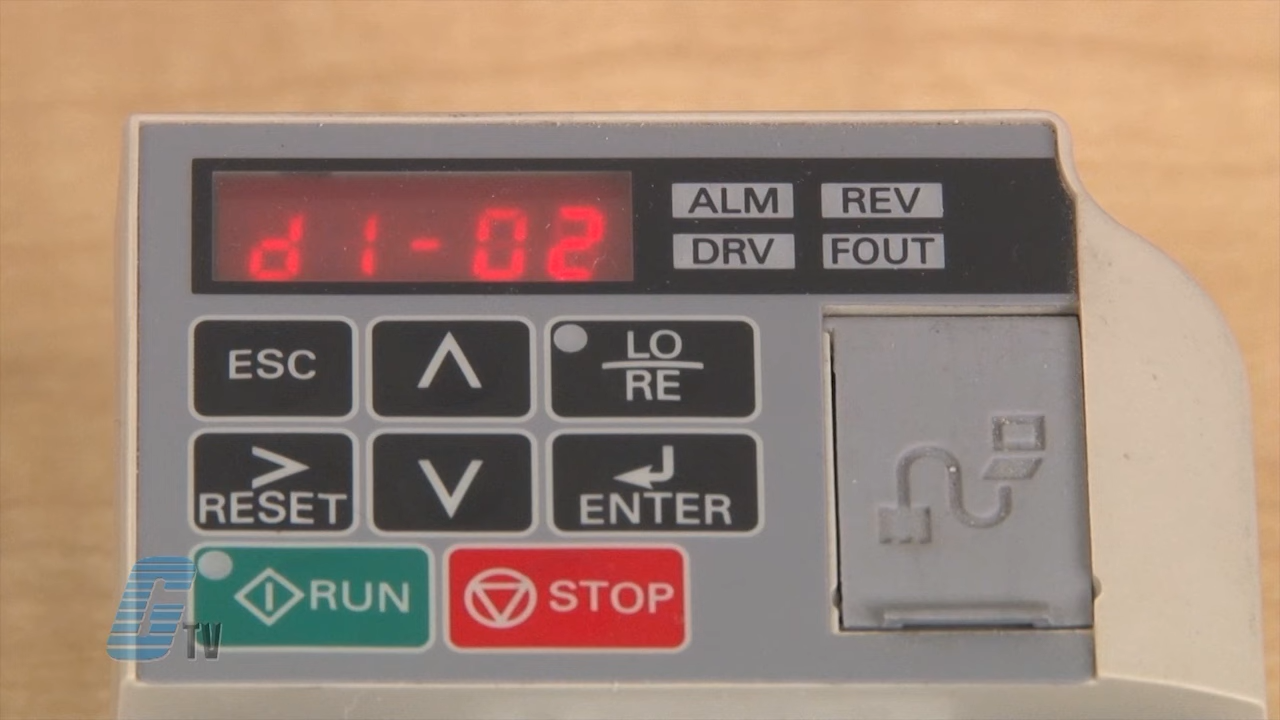 d1-02
ALM REV
DRV FOUT
ESC
LO
RE
>
RESET
ENTER
RUN
STOP
G TV